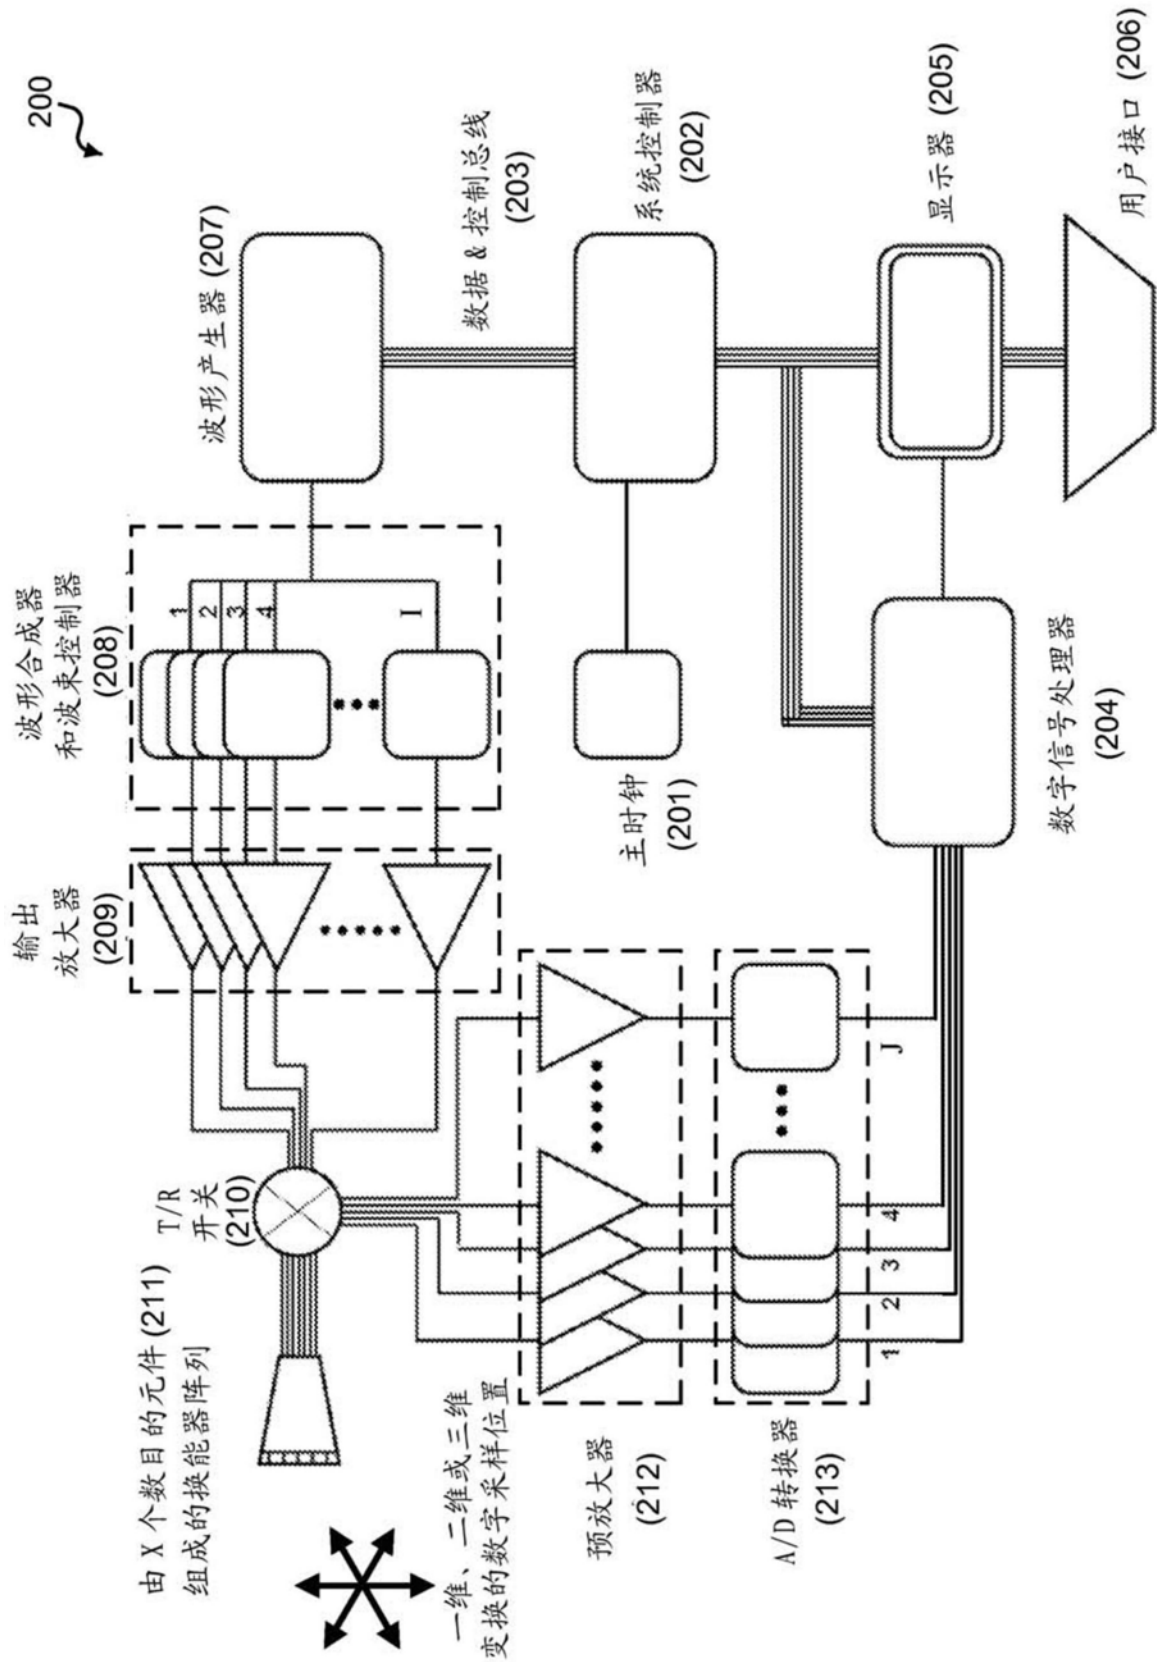 200
由 X 个数目的元件 (211)
组成的换能器阵列
T/R
开关
(210)
输出
放大器
(209)
波形合成器
和波束控制器
(208)
1
2
3
4
I
波形产生器 (207)
数据 & 控制总线
(203)
系统控制器
(202)
主时钟
(201)
一维、二维或三维
变换的数字采样位置
预放大器
(212)
A/D 转换器
(213)
1
2
3
4
J
数字信号处理器
(204)
显示器 (205)
用户接口 (206)